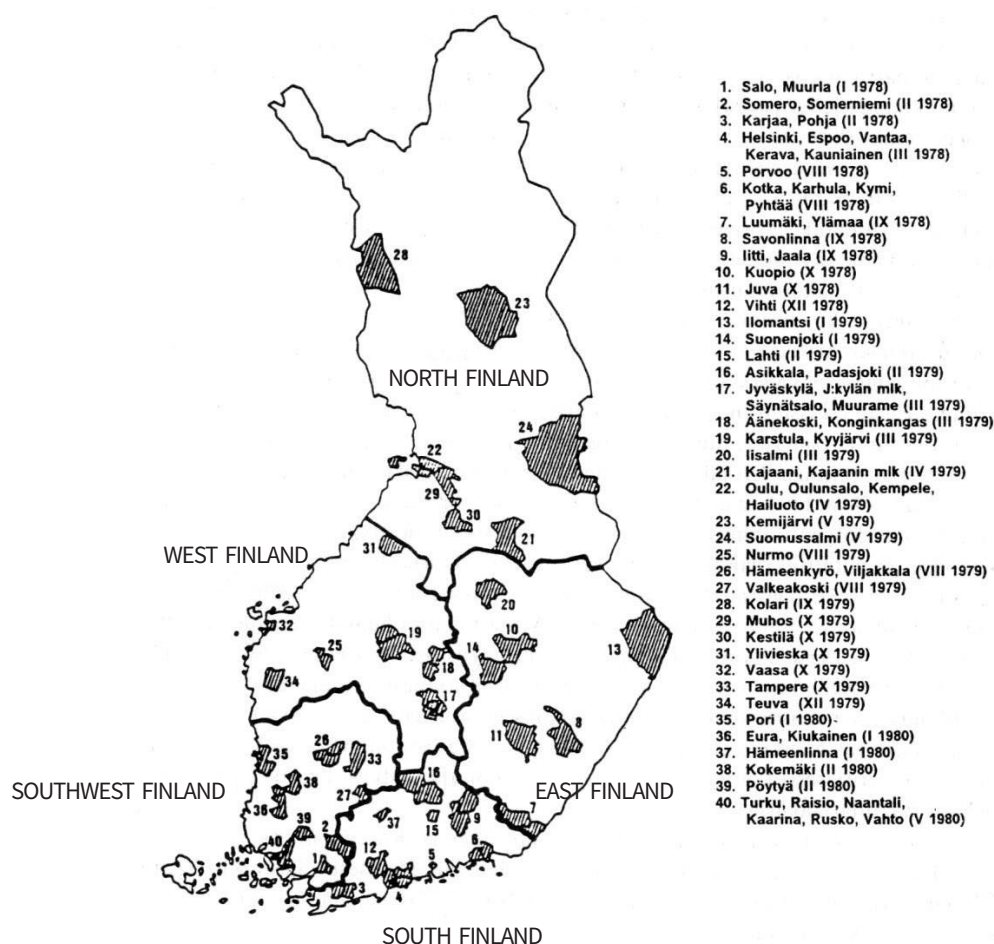 28
23
NORTH FINLAND
24
22
29
30
21
31
WEST FINLAND
20
32
19
10
25
18
14
13
34
17
11
8
26
35
33
16
SOUTHWEST FINLAND
38
EAST FINLAND
27
36
37
15
9
7
39
2
40
12
5
6
1
3
4
SOUTH FINLAND
1. Salo, Muurla (I 1978)
2. Somero, Somerniemi (II 1978)
3. Karjaa, Pohja (II 1978)
4. Helsinki, Espoo, Vantaa,
Kerava, Kauniainen (III 1978)
5. Porvoo (VIII 1978)
6. Kotka, Karhula, Kymi,
Pyhtää (VIII 1978)
7. Luumäki, Ylämaa (IX 1978)
8. Savonlinna (IX 1978)
9. Iitti, Jaala (IX 1978)
10. Kuopio (X 1978)
11. Juva (X 1978)
12. Vihti (XII 1978)
13. Ilomantsi (I 1979)
14. Suonenjoki (I 1979)
15. Lahti (II 1979)
16. Asikkala, Padasjoki (II 1979)
17. Jyväskylä, J:kylän mlk,
Säynätsalo, Muurame (III 1979)
18. Äänekoski, Konginkangas (III 1979)
19. Karstula, Kyyjärvi (III 1979)
20. Iisalmi (III 1979)
21. Kajaani, Kajaanin mlk (IV 1979)
22. Oulu, Oulunsalo, Kempele,
Hailuoto (IV 1979)
23. Kemijärvi (V 1979)
24. Suomussalmi (V 1979)
25. Nurmo (VIII 1979)
26. Hämeenkyrö, Viljakkala (VIII 1979)
27. Valkeakoski (VIII 1979)
28. Kolari (IX 1979)
29. Muhos (X 1979)
30. Kestilä (X 1979)
31. Ylivieska (X 1979)
32. Vaasa (X 1979)
33. Tampere (X 1979)
34. Teuva (XII 1979)
35. Pori (I 1980)
36. Eura, Kiukainen (I 1980)
37. Hämeenlinna (I 1980)
38. Kokemäki (II 1980)
39. Pöytyä (II 1980)
40. Turku, Raisio, Naantali,
Kaarina, Rusko, Vahto (V 1980)